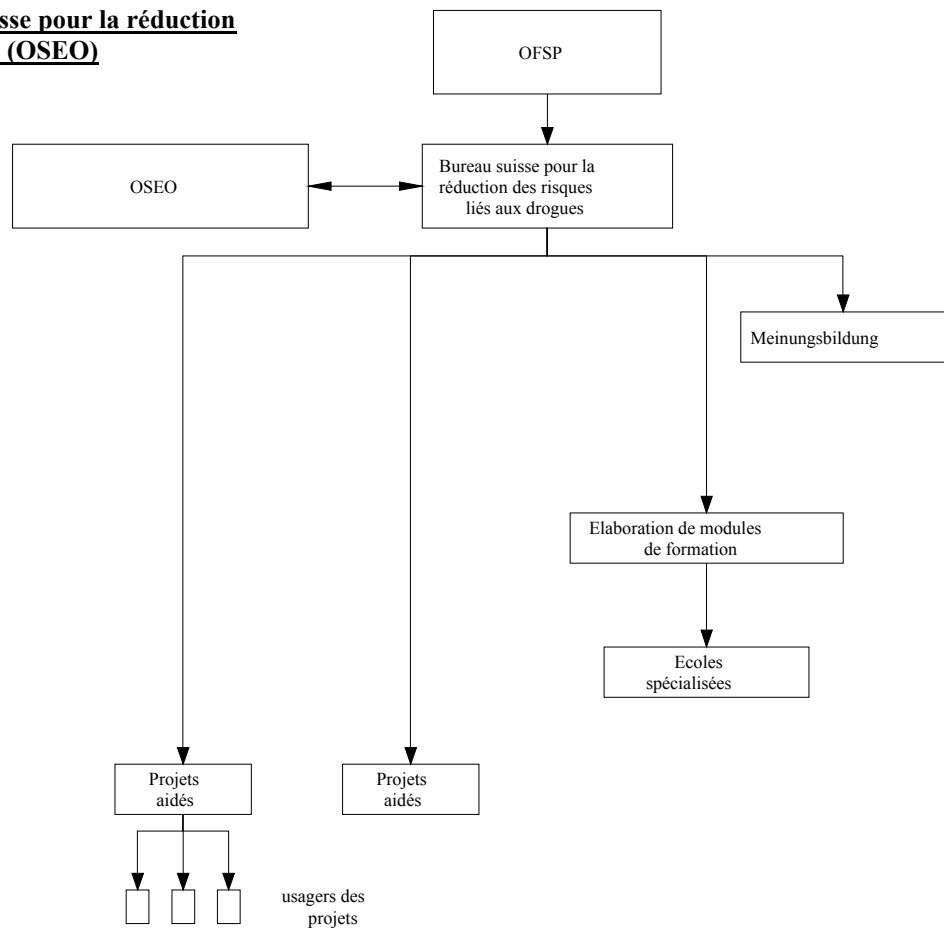 sse pour la réduction
(OSEO)
OFSP
OSEO
Bureau suisse pour la
réduction des risques
liés aux drogues
Meinungsbildung
Elaboration de modules
de formation
Ecoles
spécialisées
Projets
aidés
Projets
aidés
usagers des
projets